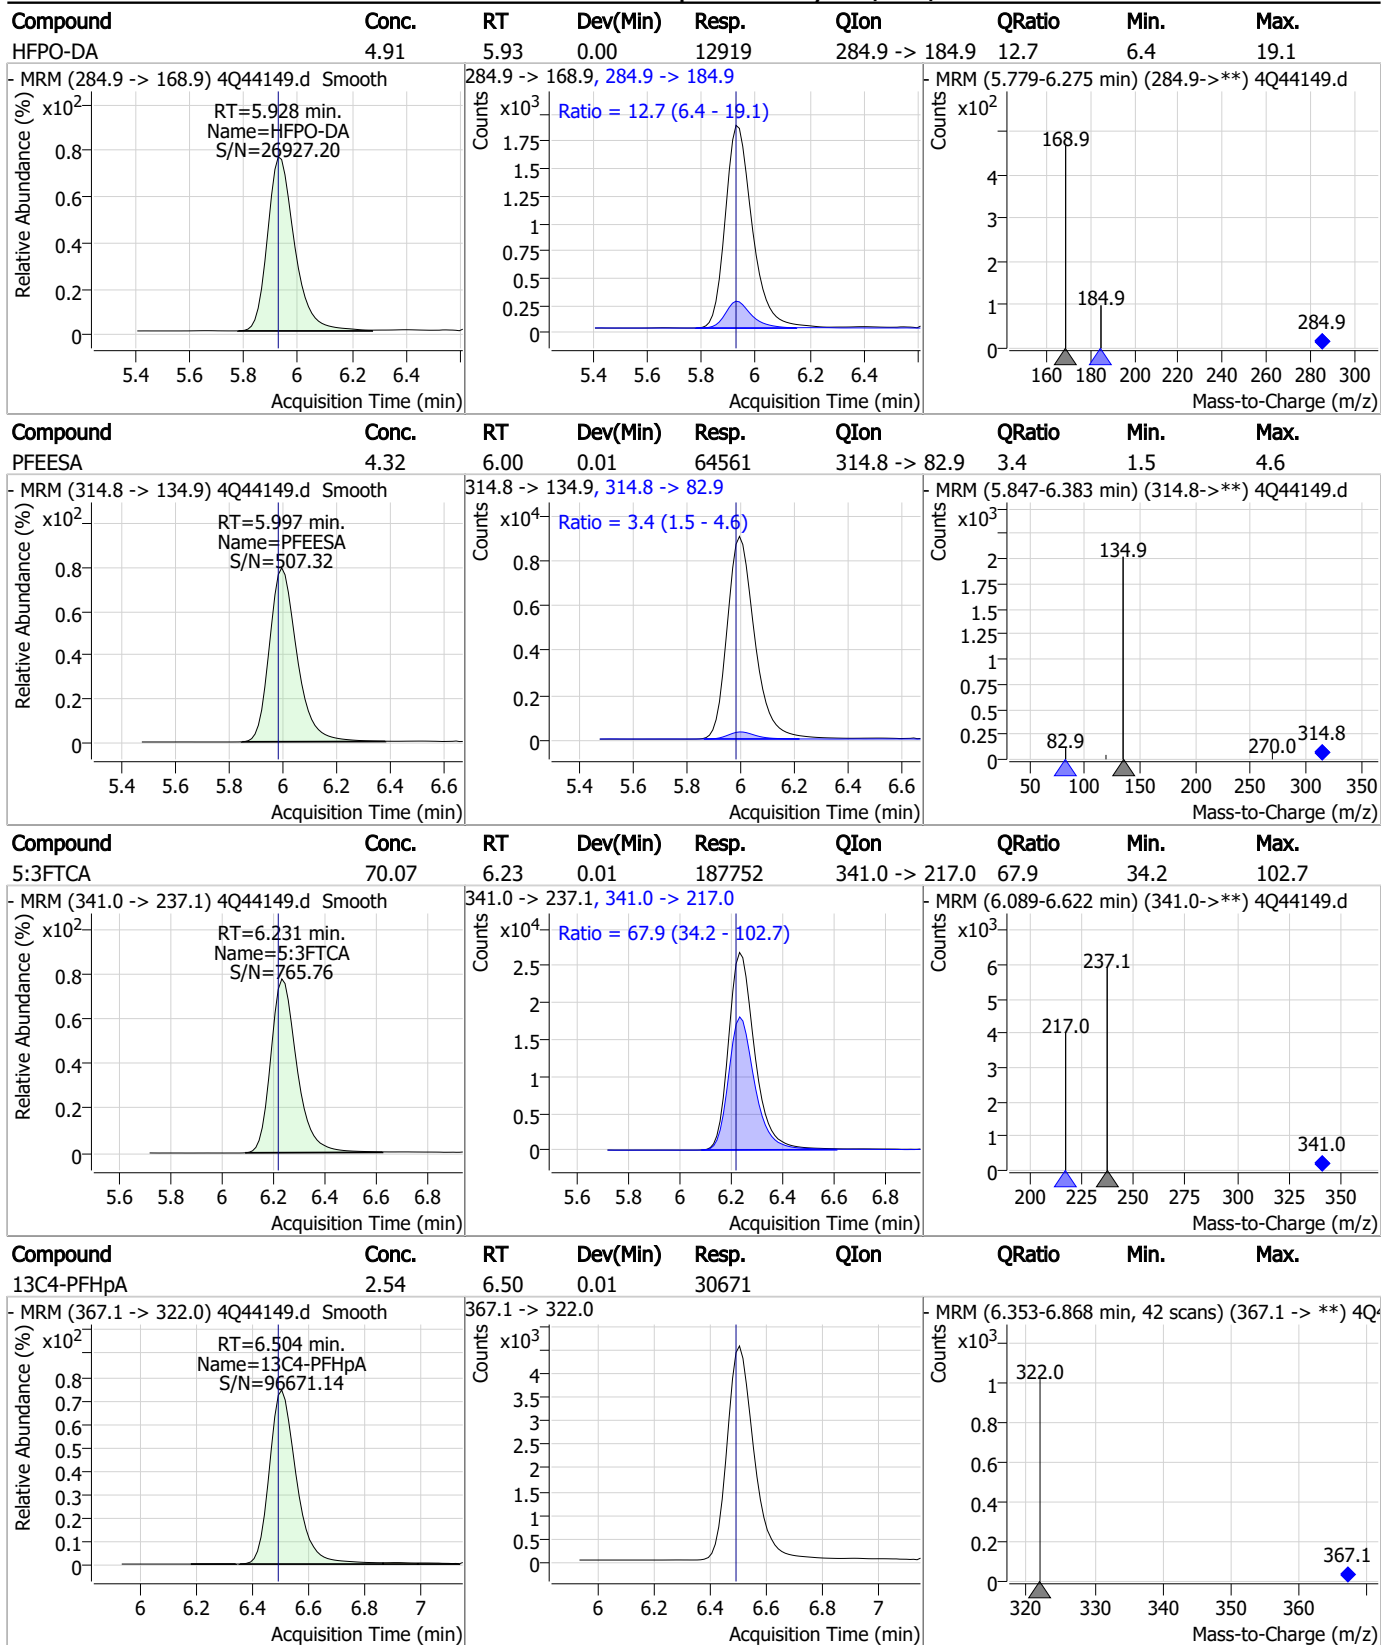 Compound Conc. RT Dev(Min) Resp. QIon QRatio Min. Max.
HFPO-DA 4.91 5.93 0.00 12919 284.9 -> 184.9 12.7 6.4 19.1
- MRM (284.9 -> 168.9) 4Q44149.d Smooth
Relative Abundance (%)
x10²
RT=5.928 min.
Name=HFPO-DA
S/N=26927.20
0.8
0.6
0.4
0.2
0
5.4 5.6 5.8 6 6.2 6.4
Acquisition Time (min)
284.9 -> 168.9, 284.9 -> 184.9
Counts
x10³
Ratio = 12.7 (6.4 - 19.1)
1.75
1.5
1.25
1
0.75
0.5
0.25
0
5.4 5.6 5.8 6 6.2 6.4
Acquisition Time (min)
- MRM (5.779-6.275 min) (284.9->**) 4Q44149.d
Counts
x10²
168.9
4
3
2
184.9
1
284.9
0
160 180 200 220 240 260 280 300
Mass-to-Charge (m/z)
Compound Conc. RT Dev(Min) Resp. QIon QRatio Min. Max.
PFEESA 4.32 6.00 0.01 64561 314.8 -> 82.9 3.4 1.5 4.6
- MRM (314.8 -> 134.9) 4Q44149.d Smooth
Relative Abundance (%)
x10²
RT=5.997 min.
Name=PFEESA
S/N=507.32
0.8
0.6
0.4
0.2
0
5.4 5.6 5.8 6 6.2 6.4 6.6
Acquisition Time (min)
314.8 -> 134.9, 314.8 -> 82.9
Counts
x10⁴
Ratio = 3.4 (1.5 - 4.6)
0.8
0.6
0.4
0.2
0
5.4 5.6 5.8 6 6.2 6.4 6.6
Acquisition Time (min)
- MRM (5.847-6.383 min) (314.8->**) 4Q44149.d
Counts
x10³
134.9
2
1.75
1.5
1.25
1
0.75
0.5
0.25
82.9 270.0 314.8
0
50 100 150 200 250 300 350
Mass-to-Charge (m/z)
Compound Conc. RT Dev(Min) Resp. QIon QRatio Min. Max.
5:3FTCA 70.07 6.23 0.01 187752 341.0 -> 217.0 67.9 34.2 102.7
- MRM (341.0 -> 237.1) 4Q44149.d Smooth
Relative Abundance (%)
x10²
RT=6.231 min.
Name=5:3FTCA
S/N=765.76
0.8
0.6
0.4
0.2
0
5.6 5.8 6 6.2 6.4 6.6 6.8
Acquisition Time (min)
341.0 -> 237.1, 341.0 -> 217.0
Counts
x10⁴
Ratio = 67.9 (34.2 - 102.7)
2.5
2
1.5
1
0.5
0
5.6 5.8 6 6.2 6.4 6.6 6.8
Acquisition Time (min)
- MRM (6.089-6.622 min) (341.0->**) 4Q44149.d
Counts
x10³
237.1
6
5
217.0
4
3
2
1
341.0
0
200 225 250 275 300 325 350
Mass-to-Charge (m/z)
Compound Conc. RT Dev(Min) Resp. QIon QRatio Min. Max.
13C4-PFHpA 2.54 6.50 0.01 30671
- MRM (367.1 -> 322.0) 4Q44149.d Smooth
Relative Abundance (%)
x10²
RT=6.504 min.
Name=13C4-PFHpA
S/N=96671.14
0.8
0.7
0.6
0.5
0.4
0.3
0.2
0.1
0
6 6.2 6.4 6.6 6.8 7
Acquisition Time (min)
367.1 -> 322.0
Counts
x10³
4
3.5
3
2.5
2
1.5
1
0.5
0
6 6.2 6.4 6.6 6.8 7
Acquisition Time (min)
- MRM (6.353-6.868 min, 42 scans) (367.1 -> **) 4Q4
Counts
x10³
322.0
1
0.8
0.6
0.4
0.2
367.1
0
320 330 340 350 360
Mass-to-Charge (m/z)